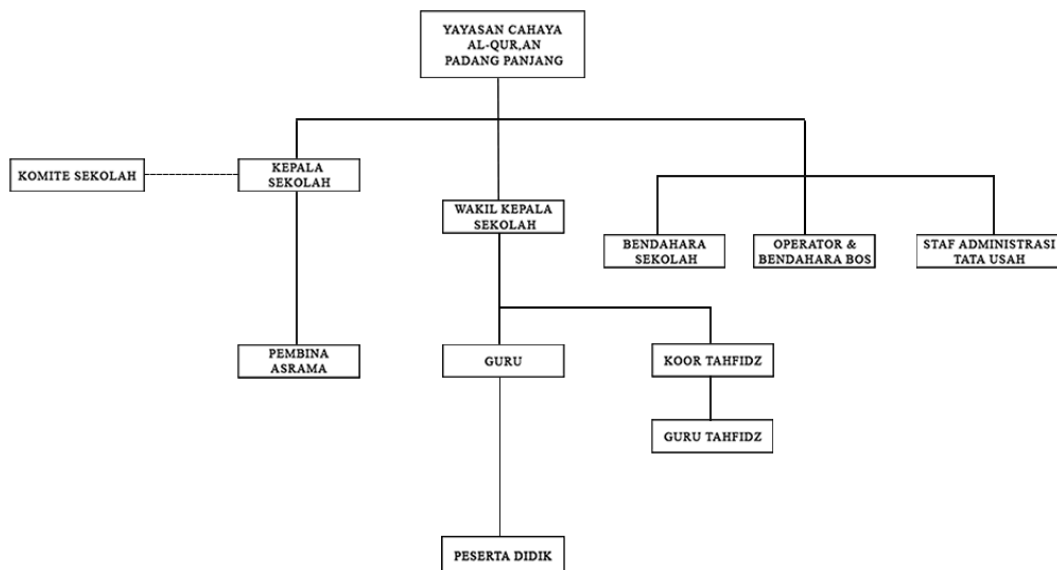 YAYASAN CAHAYA
AL-QUR,AN
PADANG PANJANG
KOMITE SEKOLAH
KEPALA
SEKOLAH
WAKIL KEPALA
SEKOLAH
BENDAHARA
SEKOLAH
OPERATOR &
BENDAHARA BOS
STAF ADMINISTRASI
TATA USAH
PEMBINA
ASRAMA
GURU
KOOR TAHFIDZ
GURU TAHFIDZ
PESERTA DIDIK